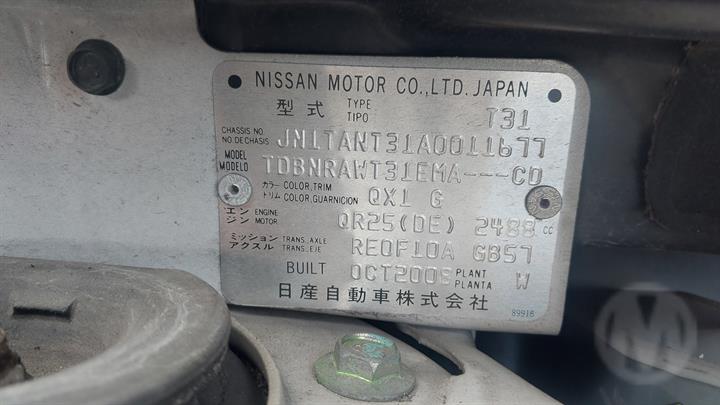 NISSAN MOTOR CO.,LTD. JAPAN
型式 TYPE TIPO T31
CHASSIS NO. NO.DE CHASIS JN1TANT31A0011677
MODEL MODELO TDBNRAWT31EMA---CD
カラー COLOR,TRIM トリム COLOR,GUARNICION QX1 G
エンジン ENGINE MOTOR QR25(DE) 2488 cc
ミッション TRANS.,AXLE アクスル TRANS.,EJE RE0F10A GB57
BUILT OCT2008 PLANT PLANTA W
日産自動車株式会社
89916
M